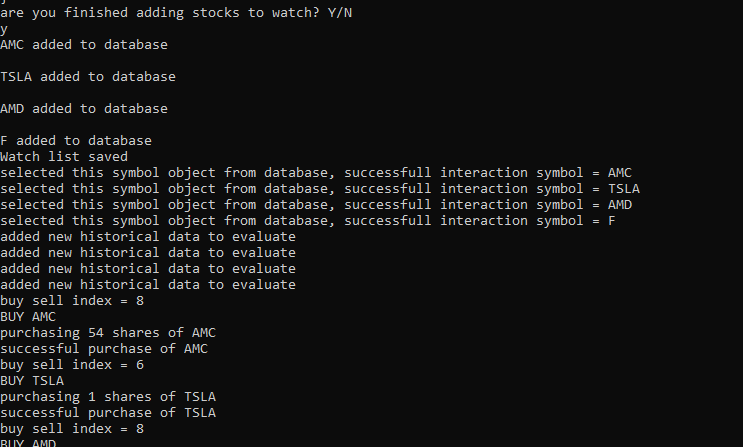 are you finished adding stocks to watch? Y/N
y
AMC added to database
TSLA added to database
AMD added to database
F added to database
Watch list saved
selected this symbol object from database, successfull interaction symbol = AMC
selected this symbol object from database, successfull interaction symbol = TSLA
selected this symbol object from database, successfull interaction symbol = AMD
selected this symbol object from database, successfull interaction symbol = F
added new historical data to evaluate
added new historical data to evaluate
added new historical data to evaluate
added new historical data to evaluate
buy sell index = 8
BUY AMC
purchasing 54 shares of AMC
successful purchase of AMC
buy sell index = 6
BUY TSLA
purchasing 1 shares of TSLA
successful purchase of TSLA
buy sell index = 8
BUY AMD